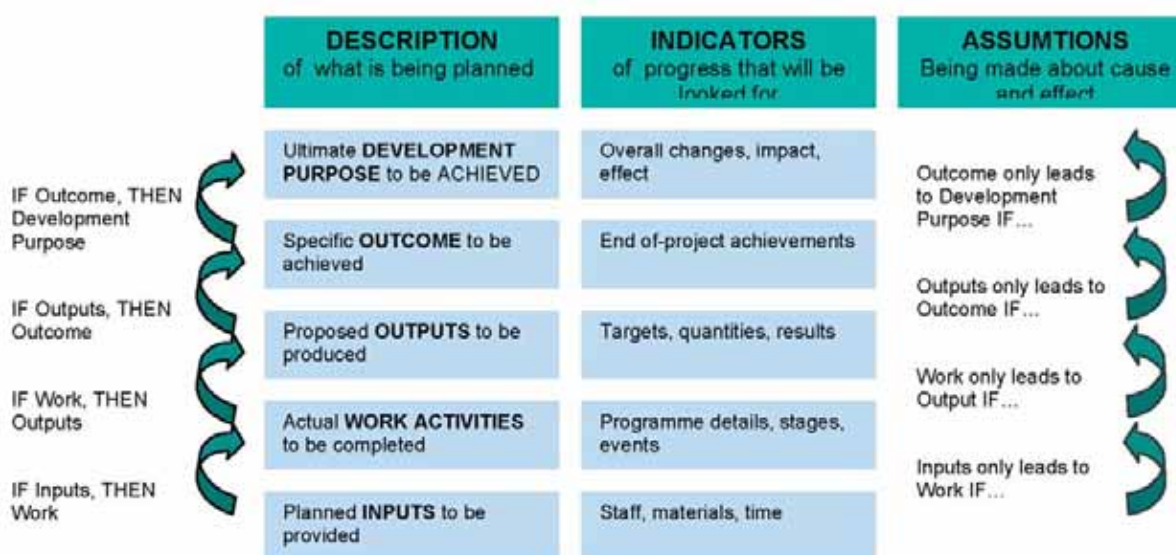 DESCRIPTION
of what is being planned
INDICATORS
of progress that will be
looked for
ASSUMTIONS
Being made about cause
and effect
IF Outcome, THEN
Development
Purpose
IF Outputs, THEN
Outcome
IF Work, THEN
Outputs
IF Inputs, THEN
Work
Ultimate DEVELOPMENT
PURPOSE to be ACHIEVED
Overall changes, impact,
effect
Specific OUTCOME to be
achieved
End of-project achievements
Proposed OUTPUTS to be
produced
Targets, quantities, results
Actual WORK ACTIVITIES
to be completed
Programme details, stages,
events
Planned INPUTS to be
provided
Staff, materials, time
Outcome only leads
to Development
Purpose IF...
Outputs only leads to
Outcome IF...
Work only leads to
Output IF...
Inputs only leads to
Work IF...